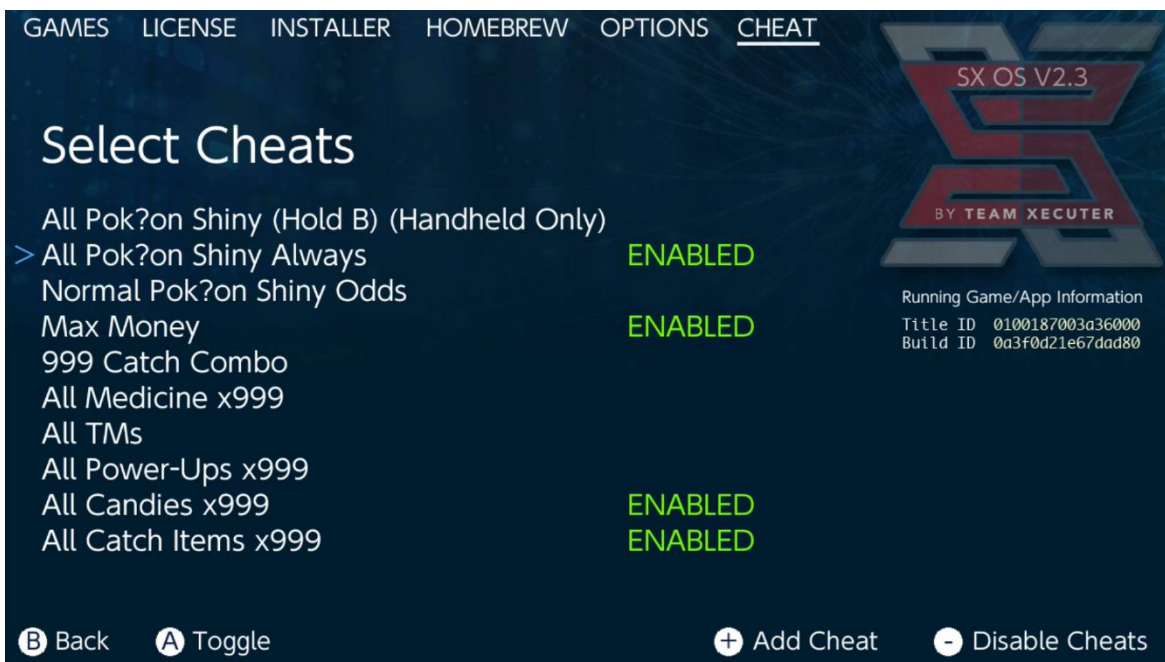 GAMES LICENSE INSTALLER HOMEBREW OPTIONS CHEAT
SX OS V2.3
BY TEAM XECUTER
Select Cheats
All Pok?on Shiny (Hold B) (Handheld Only)
> All Pok?on Shiny Always ENABLED
Normal Pok?on Shiny Odds
Max Money ENABLED
999 Catch Combo
All Medicine x999
All TMs
All Power-Ups x999
All Candies x999 ENABLED
All Catch Items x999 ENABLED
Running Game/App Information
Title ID 0100187003a36000
Build ID 0a3f0d21e67dad80
B Back A Toggle + Add Cheat - Disable Cheats